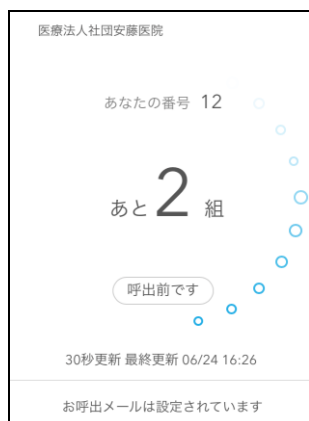 医療法人社団安藤医院
あなたの番号 12
あと2組
呼出前です
30秒更新 最終更新 06/24 16:26
お呼出メールは設定されています